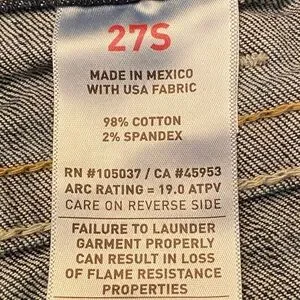 27S
MADE IN MEXICO
WITH USA FABRIC
98% COTTON
2% SPANDEX
RN #105037 / CA #45953
ARC RATING = 19.0 ATPV
CARE ON REVERSE SIDE
FAILURE TO LAUNDER
GARMENT PROPERLY
CAN RESULT IN LOSS
OF FLAME RESISTANCE
PROPERTIES